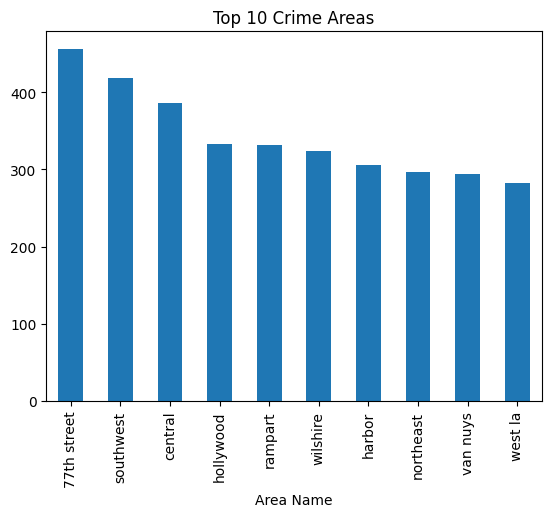 Top 10 Crime Areas
400
300
200
100
0
77th street
southwest
central
hollywood
rampart
wilshire
harbor
northeast
van nuys
west la
Area Name